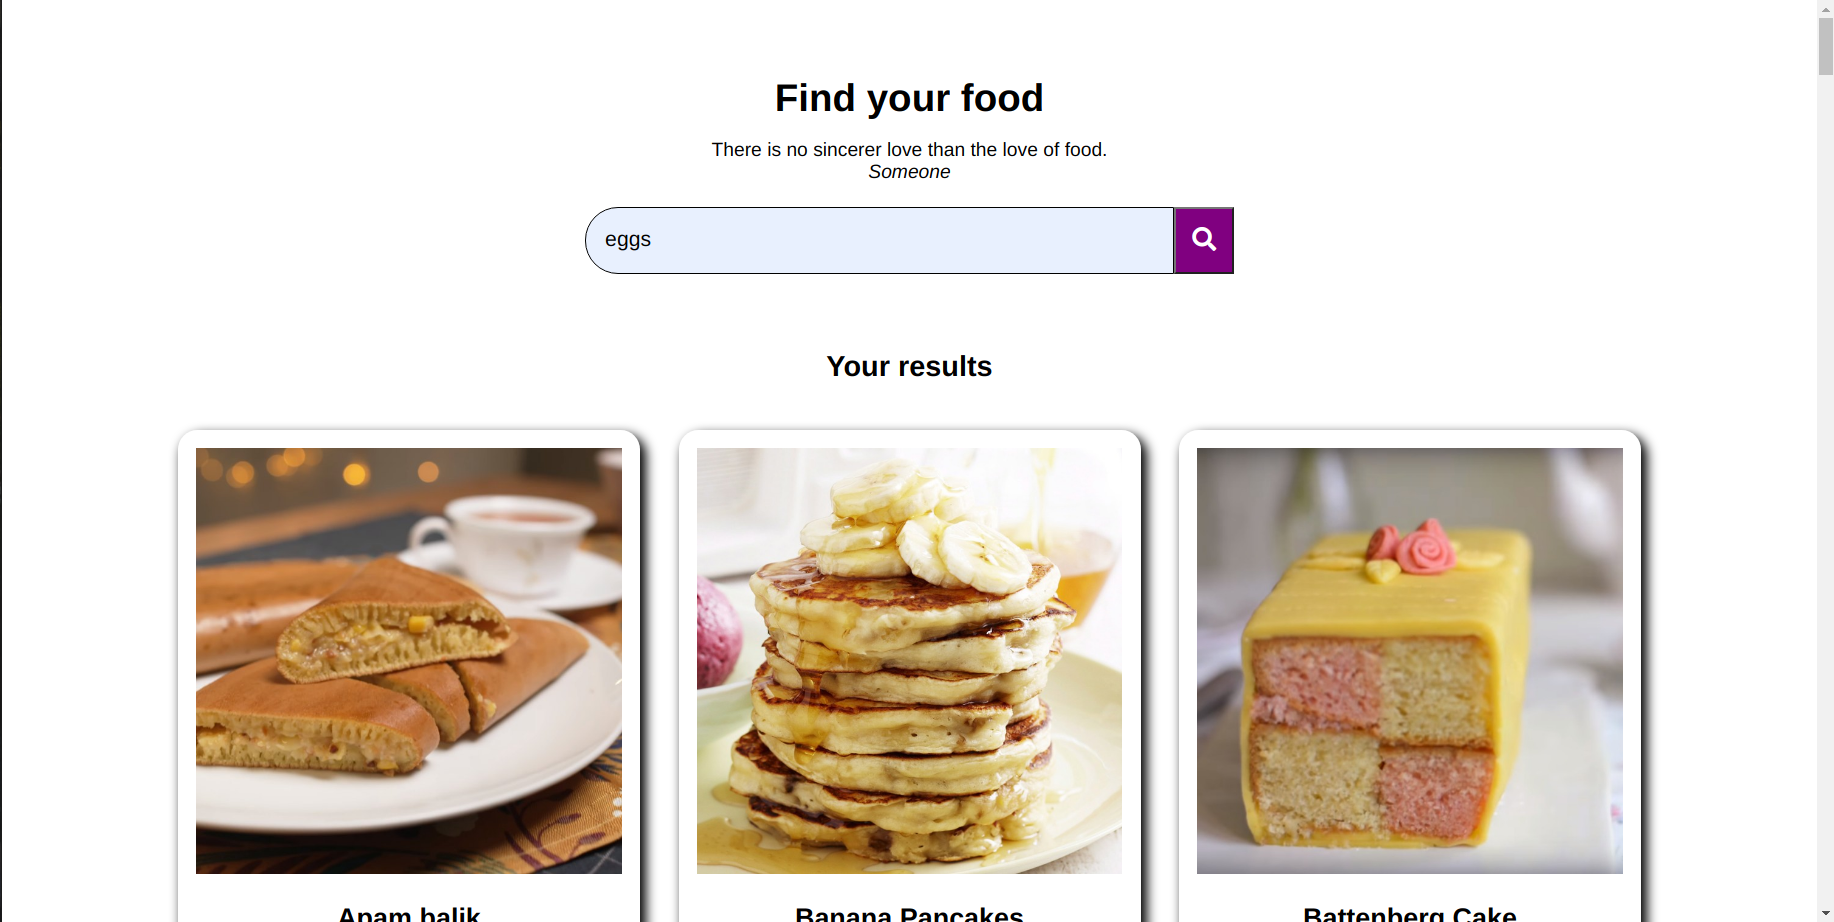 Find your food
There is no sincerer love than the love of food.
Someone
eggs
Your results
Apam balik
Banana Pancakes
Battenberg Cake